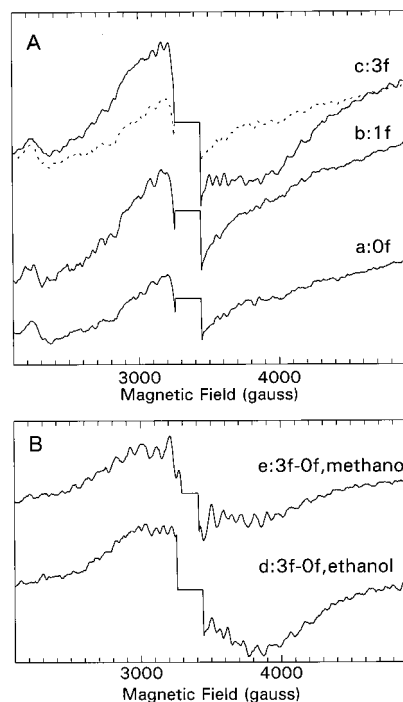 A
c:3f
b:1f
a:0f
3000 4000
Magnetic Field (gauss)
B
e:3f-0f,methano
d:3f-0f,ethanol
3000 4000
Magnetic Field (gauss)